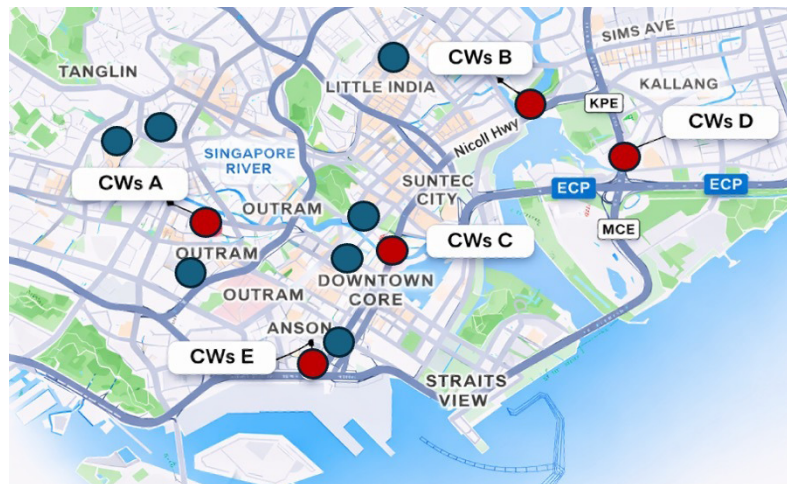 SIMS AVE
CWs B
TANGLIN
LITTLE INDIA
KALLANG
KPE
CWs D
Nicoll Hwy
SINGAPORE
RIVER
CWs A
SUNTEC
CITY
ECP
ECP
OUTRAM
MCE
CWs C
OUTRAM
DOWNTOWN
CORE
OUTRAM
ANSON
CWs E
STRAITS
VIEW